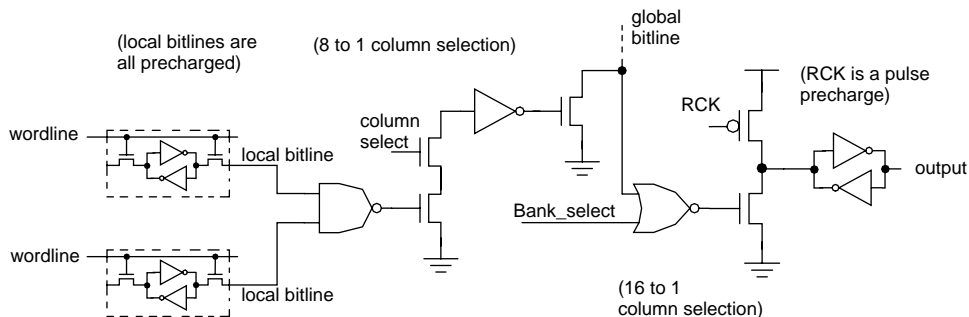 global
bitline
(local bitlines are
all precharged)
(8 to 1 column selection)
(RCK is a pulse
precharge)
RCK
wordline
column
select
local bitline
output
Bank_select
wordline
local bitline
(16 to 1
column selection)